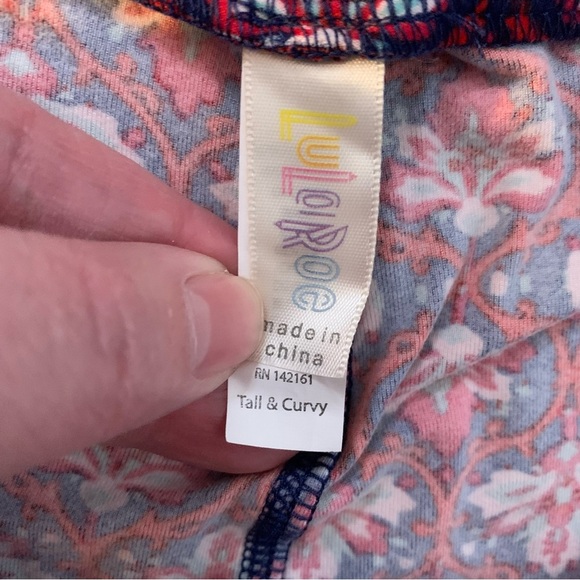 LuLaRoe
made in
china
RN 142161
Tall & Curvy